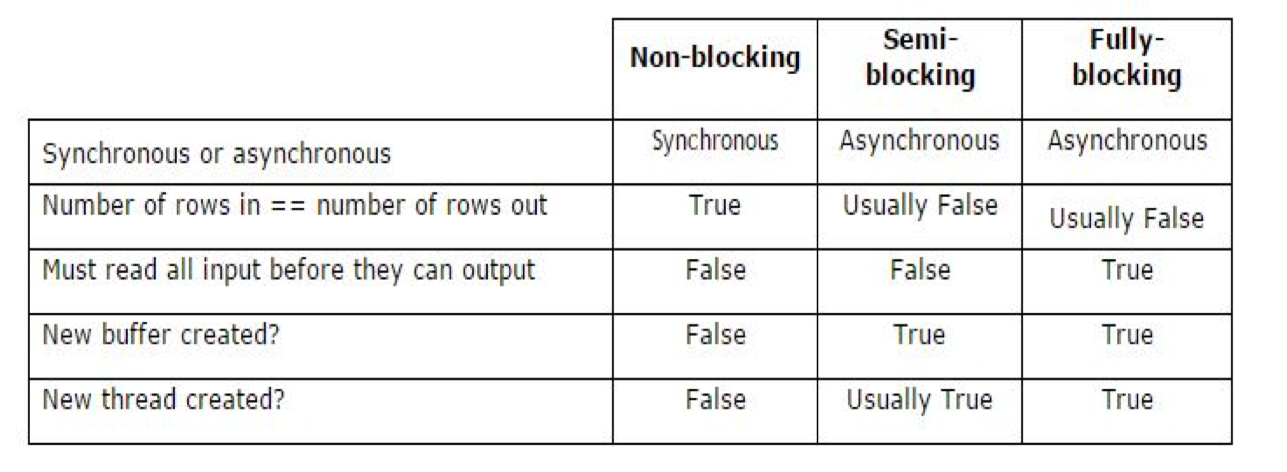 Non-blocking Semi-blocking Fully-blocking
Synchronous or asynchronous Synchronous Asynchronous Asynchronous
Number of rows in == number of rows out True Usually False Usually False
Must read all input before they can output False False True
New buffer created? False True True
New thread created? False Usually True True